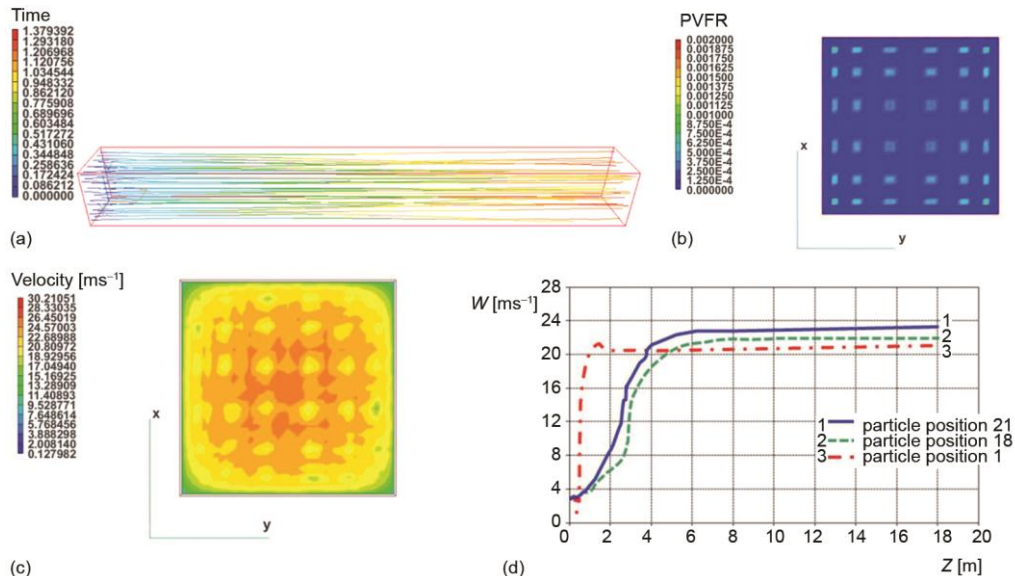 Time
1.379392
1.293180
1.206968
1.120756
1.034544
0.948332
0.862120
0.775908
0.689696
0.603484
0.517272
0.431060
0.344848
0.258636
0.172424
0.086212
0.000000
(a)
PVFR
0.002000
0.001875
0.001750
0.001625
0.001500
0.001375
0.001250
0.001125
0.001000
8.750E-4
7.500E-4
6.250E-4
5.000E-4
3.750E-4
2.500E-4
1.250E-4
0.000000
x
y
(b)
Velocity [ms⁻¹]
30.21051
28.33035
26.45019
24.57003
22.68988
20.80972
18.92956
17.04940
15.16925
13.28909
11.40893
9.528771
7.648614
5.768456
3.888298
2.008140
0.127982
x
y
(c)
W [ms⁻¹]
28
24
20
16
12
8
4
0
0 2 4 6 8 10 12 14 16 18 20
Z [m]
1
2
3
1 particle position 21
2 particle position 18
3 particle position 1
(d)